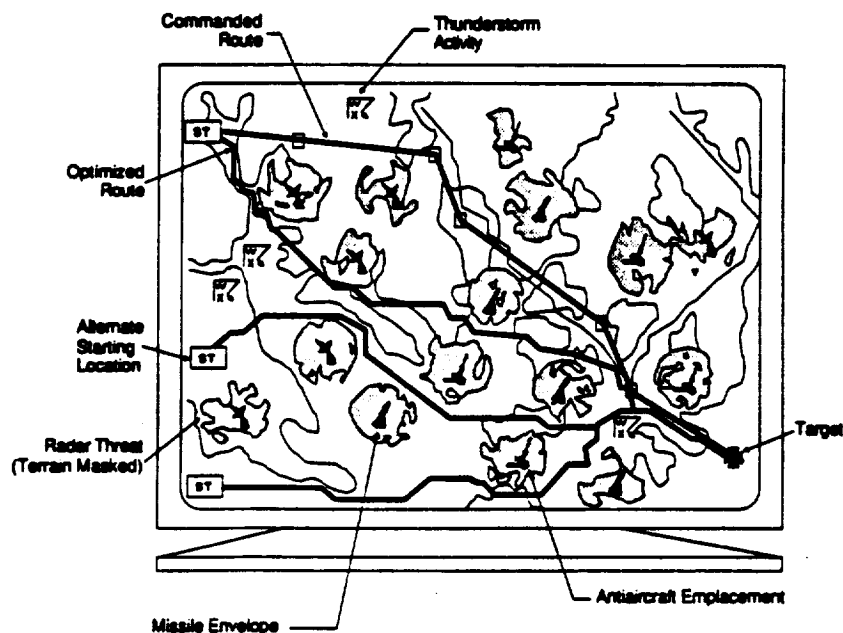 Commanded
Route
Thunderstorm
Activity
ST
Optimized
Route
Alternate
Starting
Location
ST
Radar Threat
(Terrain Masked)
Target
ST
Antiaircraft Emplacement
Missile Envelope